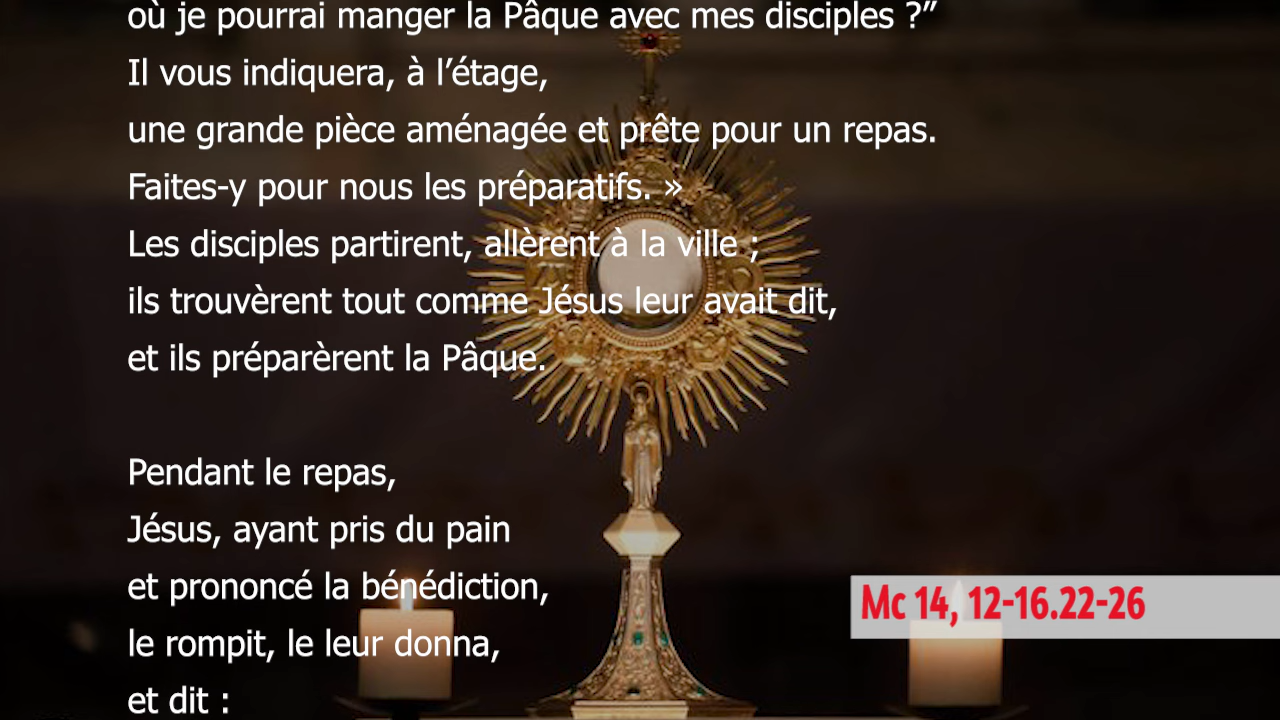 où je pourrai manger la Pâque avec mes disciples ?”
Il vous indiquera, à l’étage,
une grande pièce aménagée et prête pour un repas.
Faites-y pour nous les préparatifs. »
Les disciples partirent, allèrent à la ville ;
ils trouvèrent tout comme Jésus leur avait dit,
et ils préparèrent la Pâque.
Pendant le repas,
Jésus, ayant pris du pain
et prononcé la bénédiction,
le rompit, le leur donna,
et dit :
Mc 14, 12-16.22-26